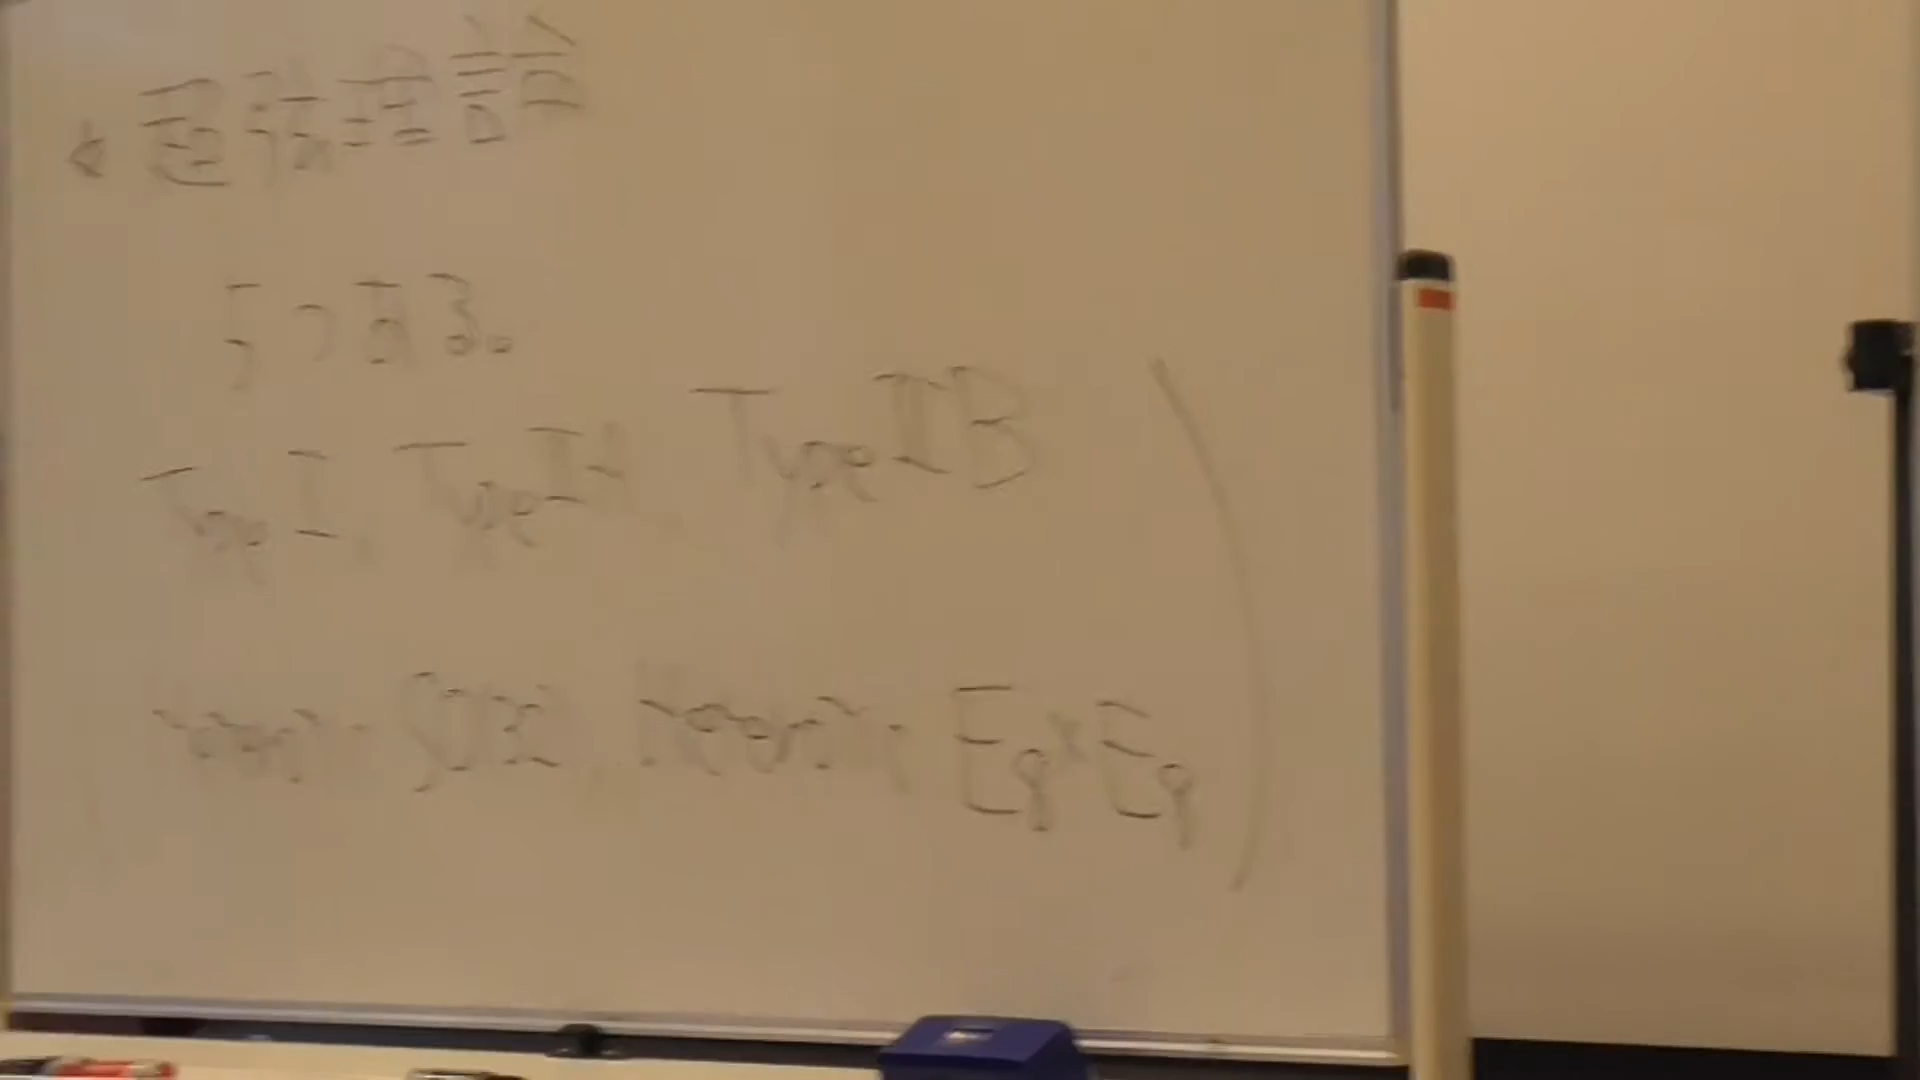 超弦理論
5つある。
Type I, Type IIA, Type IIB
Heterotic SO(32), Heterotic E8×E8)